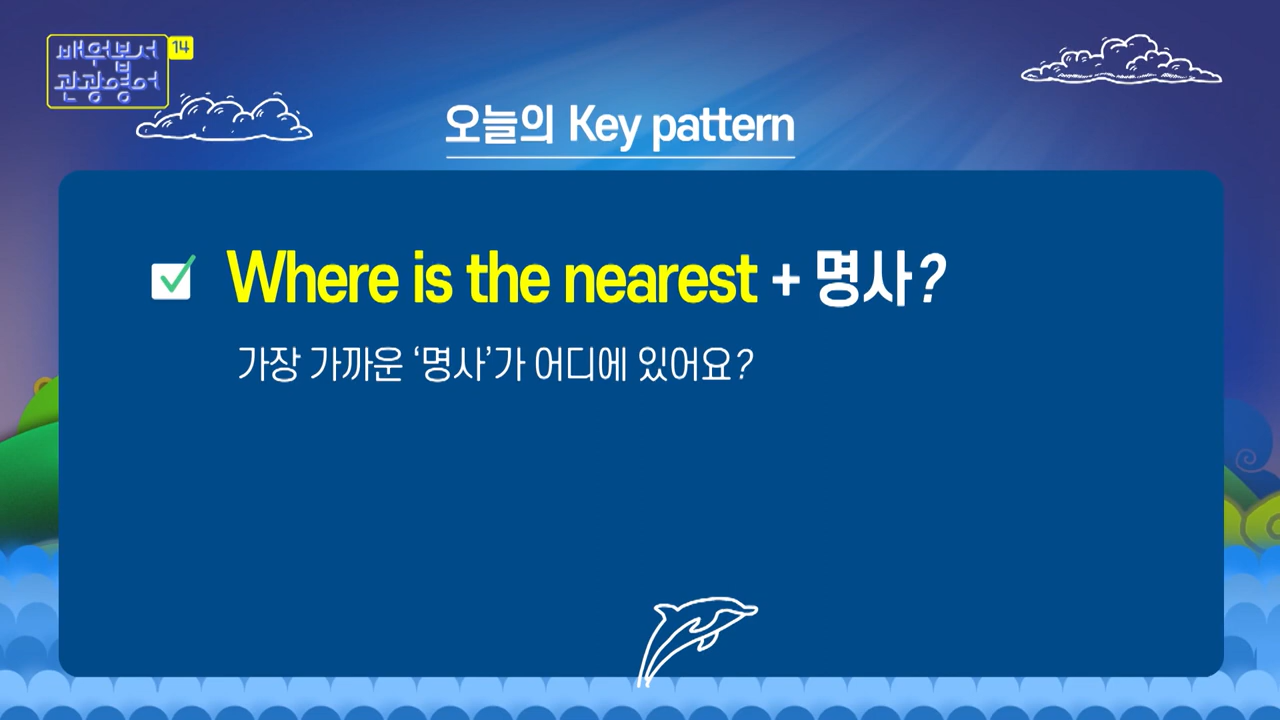 배워봅서 14
관광영어
오늘의 Key pattern
Where is the nearest + 명사?
가장 가까운 ‘명사’가 어디에 있어요?